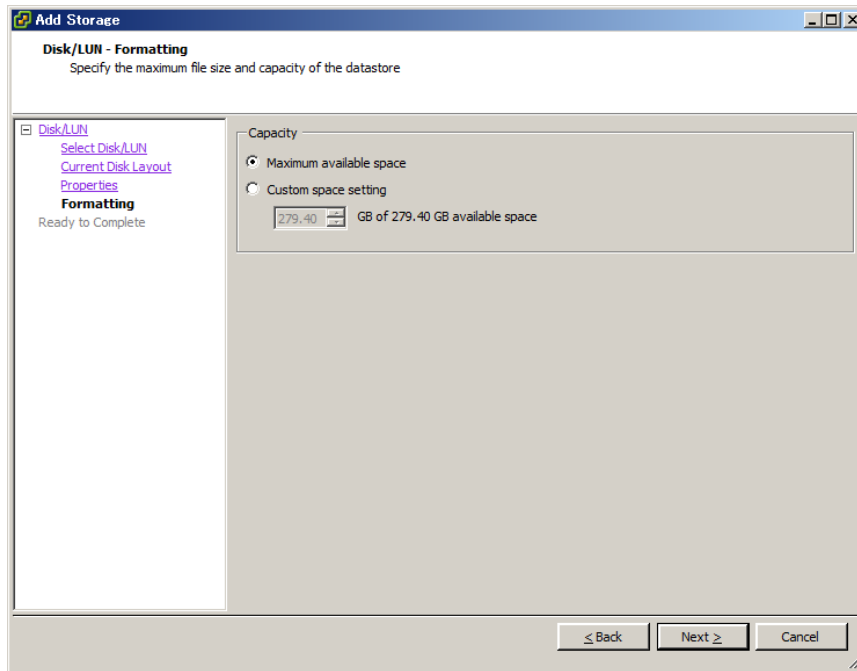 Add Storage
Disk/LUN - Formatting
Specify the maximum file size and capacity of the datastore
Disk/LUN
Select Disk/LUN
Current Disk Layout
Properties
Formatting
Ready to Complete
Capacity
Maximum available space
Custom space setting
279.40 GB of 279.40 GB available space
< Back Next > Cancel